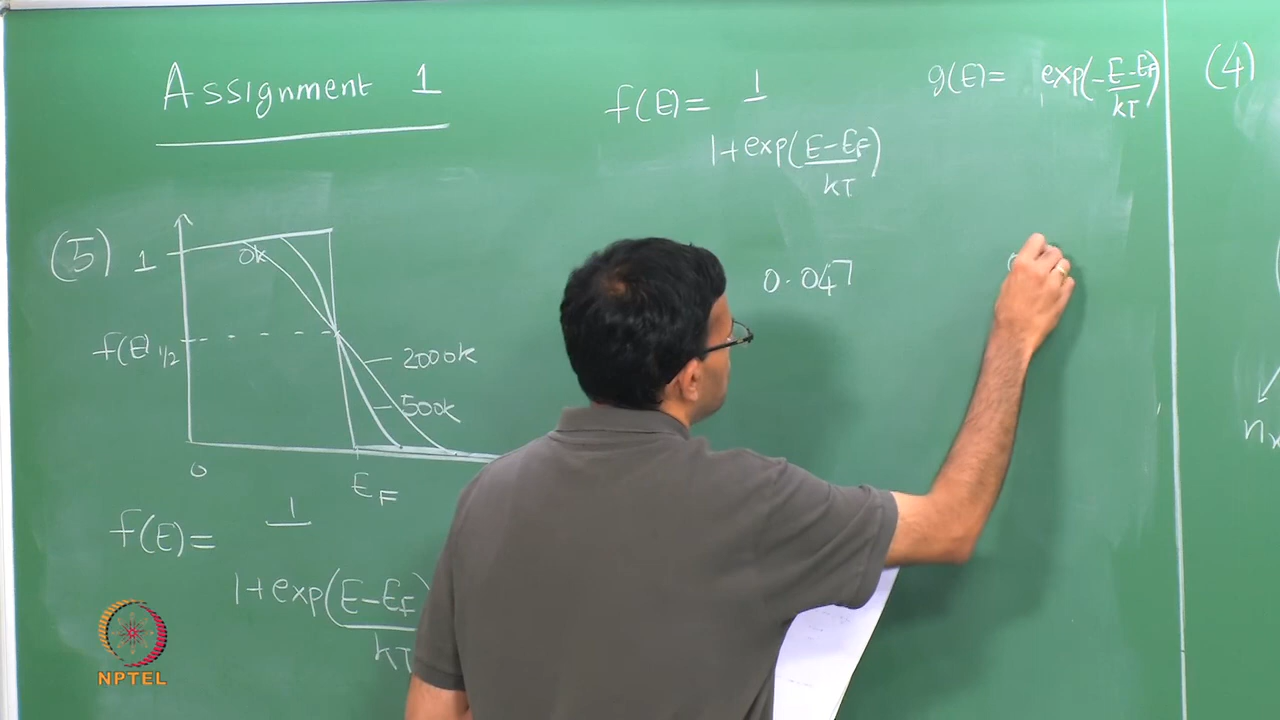 Assignment 1
(5)
1
0k
f(E) 1/2
2000k
500k
0
EF
f(E)= 1
1+exp(E-EF
kT
f(E)= 1
1+exp(E-EF)
kT
0.047
g(E)= exp(-E-EF)
kT
(4)
nx
NPTEL